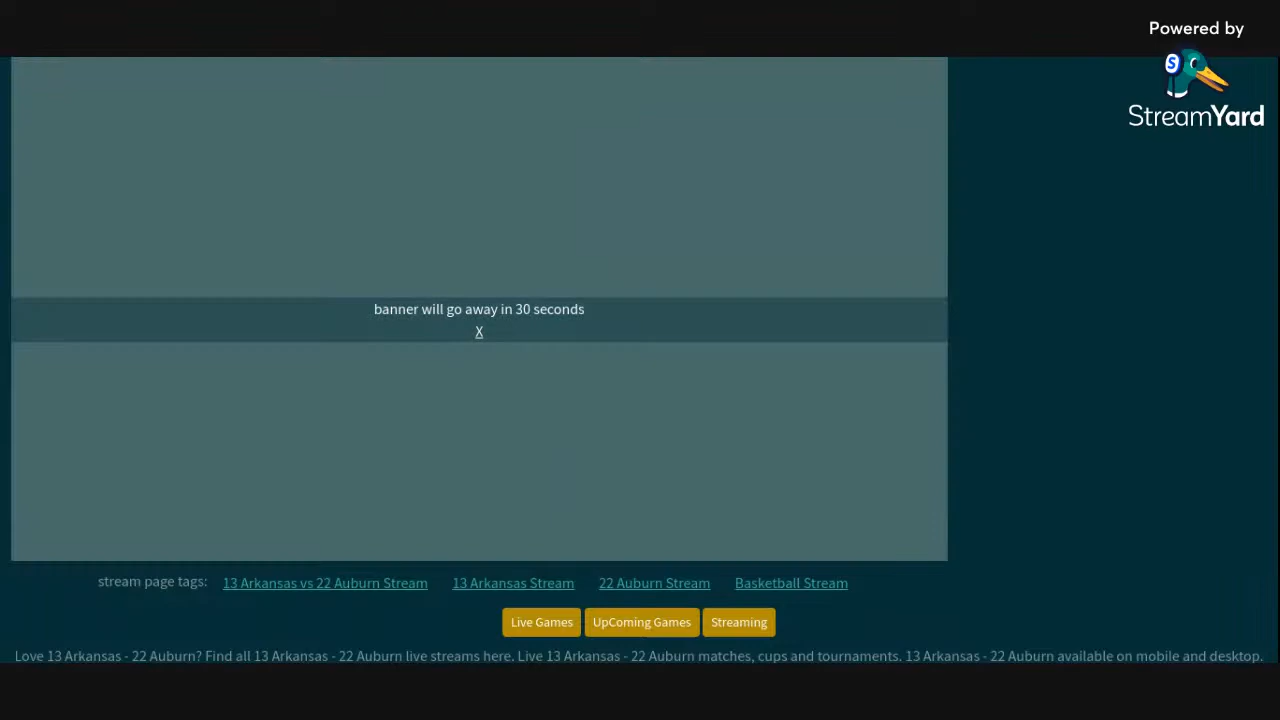 Powered by
S
StreamYard
banner will go away in 30 seconds
X
stream page tags: 13 Arkansas vs 22 Auburn Stream 13 Arkansas Stream 22 Auburn Stream Basketball Stream
Live Games UpComing Games Streaming
Love 13 Arkansas - 22 Auburn? Find all 13 Arkansas - 22 Auburn live streams here. Live 13 Arkansas - 22 Auburn matches, cups and tournaments. 13 Arkansas - 22 Auburn available on mobile and desktop.